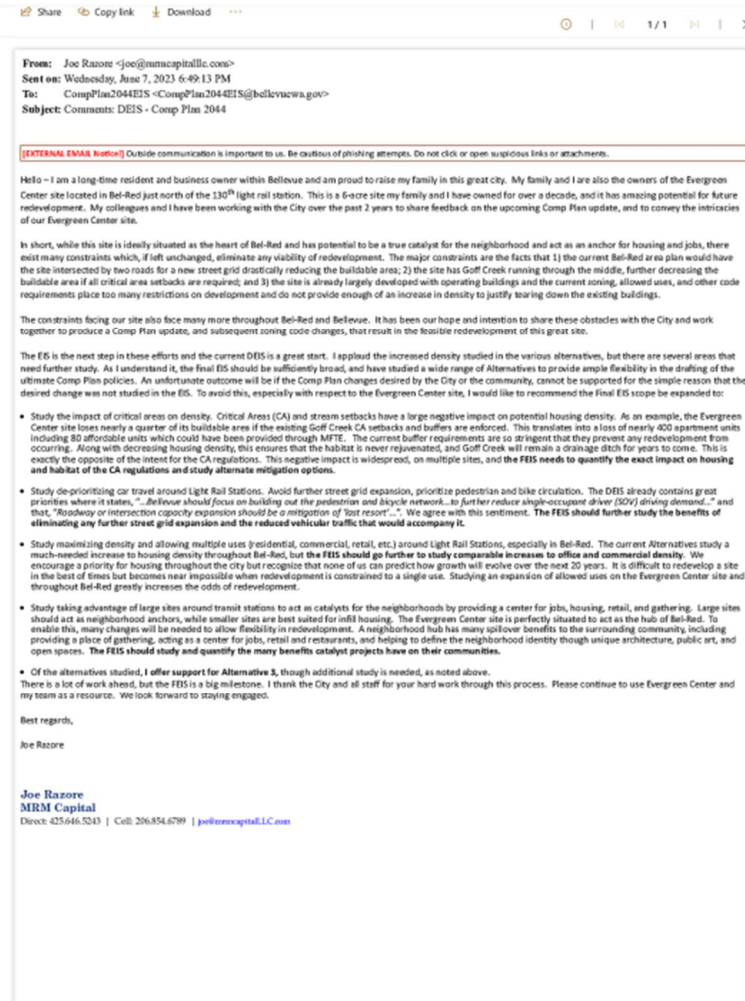 Share Copy link Download ...
1/1
From: Joe Razore <joe@mrmcapitalllc.com>
Sent on: Wednesday, June 7, 2023 6:49:13 PM
To: CompPlan2044EIS <CompPlan2044EIS@bellevuewa.gov>
Subject: Comments: DEIS - Comp Plan 2044
[EXTERNAL EMAIL Notice!] Outside communication is important to us. Be cautious of phishing attempts. Do not click or open suspicious links or attachments.
Hello – I am a long-time resident and business owner within Bellevue and am proud to raise my family in this great city. My family and I are also the owners of the Evergreen
Center site located in Bel-Red just north of the 130th light rail station. This is a 6-acre site my family and I have owned for over a decade, and it has amazing potential for future
redevelopment. My colleagues and I have been working with the City over the past 2 years to share feedback on the upcoming Comp Plan update, and to convey the intricacies
of our Evergreen Center site.
In short, while this site is ideally situated as the heart of Bel-Red and has potential to be a true catalyst for the neighborhood and act as an anchor for housing and jobs, there
exist many constraints which, if left unchanged, eliminate any viability of redevelopment. The major constraints are the facts that 1) the current Bel-Red area plan would have
the site intersected by two roads for a new street grid drastically reducing the buildable area; 2) the site has Goff Creek running through the middle, further decreasing the
buildable area if all critical area setbacks are required; and 3) the site is already largely developed with operating buildings and the current zoning, allowed uses, and other code
requirements place too many restrictions on development and do not provide enough of an increase in density to justify tearing down the existing buildings.
The constraints facing our site also face many more throughout Bel-Red and Bellevue. It has been our hope and intention to share these obstacles with the City and work
together to produce a Comp Plan update, and subsequent zoning code changes, that result in the feasible redevelopment of this great site.
The EIS is the next step in these efforts and the current DEIS is a great start. I applaud the increased density studied in the various alternatives, but there are several areas that
need further study. As I understand it, the final EIS should be sufficiently broad, and have studied a wide range of Alternatives to provide ample flexibility in the drafting of the
ultimate Comp Plan policies. An unfortunate outcome will be if the Comp Plan changes desired by the City or the community, cannot be supported for the simple reason that the
desired change was not studied in the EIS. To avoid this, especially with respect to the Evergreen Center site, I would like to recommend the Final EIS scope be expanded to:
• Study the impact of critical areas on density. Critical Areas (CA) and stream setbacks have a large negative impact on potential housing density. As an example, the Evergreen
Center site loses nearly a quarter of its buildable area if the existing Goff Creek CA setbacks and buffers are enforced. This translates into a loss of nearly 400 apartment units
including 80 affordable units which could have been provided through MFTE. The current buffer requirements are so stringent that they prevent any redevelopment from
occurring. Along with decreasing housing density, this ensures that the habitat is never rejuvenated, and Goff Creek will remain a drainage ditch for years to come. This is
exactly the opposite of the intent for the CA regulations. This negative impact is widespread, on multiple sites, and the FEIS needs to quantify the exact impact on housing
and habitat of the CA regulations and study alternate mitigation options.
• Study de-prioritizing car travel around Light Rail Stations. Avoid further street grid expansion, prioritize pedestrian and bike circulation. The DEIS already contains great
priorities where it states, "...Bellevue should focus on building out the pedestrian and bicycle network...to further reduce single-occupant driver (SOV) driving demand..." and
that, "Roadway or intersection capacity expansion should be a mitigation of 'last resort'...". We agree with this sentiment. The FEIS should further study the benefits of
eliminating any further street grid expansion and the reduced vehicular traffic that would accompany it.
• Study maximizing density and allowing multiple uses (residential, commercial, retail, etc.) around Light Rail Stations, especially in Bel-Red. The current Alternatives study a
much-needed increase to housing density throughout Bel-Red, but the FEIS should go further to study comparable increases to office and commercial density. We
encourage a priority for housing throughout the city but recognize that none of us can predict how growth will evolve over the next 20 years. It is difficult to redevelop a site
in the best of times but becomes near impossible when redevelopment is constrained to a single use. Studying an expansion of allowed uses on the Evergreen Center site and
throughout Bel-Red greatly increases the odds of redevelopment.
• Study taking advantage of large sites around transit stations to act as catalysts for the neighborhoods by providing a center for jobs, housing, retail, and gathering. Large sites
should act as neighborhood anchors, while smaller sites are best suited for infill housing. The Evergreen Center site is perfectly situated to act as the hub of Bel-Red. To
enable this, many changes will be needed to allow flexibility in redevelopment. A neighborhood hub has many spillover benefits to the surrounding community, including
providing a place of gathering, acting as a center for jobs, retail and restaurants, and helping to define the neighborhood identity though unique architecture, public art, and
open spaces. The FEIS should study and quantify the many benefits catalyst projects have on their communities.
• Of the alternatives studied, I offer support for Alternative 3, though additional study is needed, as noted above.
There is a lot of work ahead, but the FEIS is a big milestone. I thank the City and all staff for your hard work through this process. Please continue to use Evergreen Center and
my team as a resource. We look forward to staying engaged.
Best regards,
Joe Razore
Joe Razore
MRM Capital
Direct: 425.646.5243 | Cell: 206.854.6789 | joe@mrmcapitalLLC.com